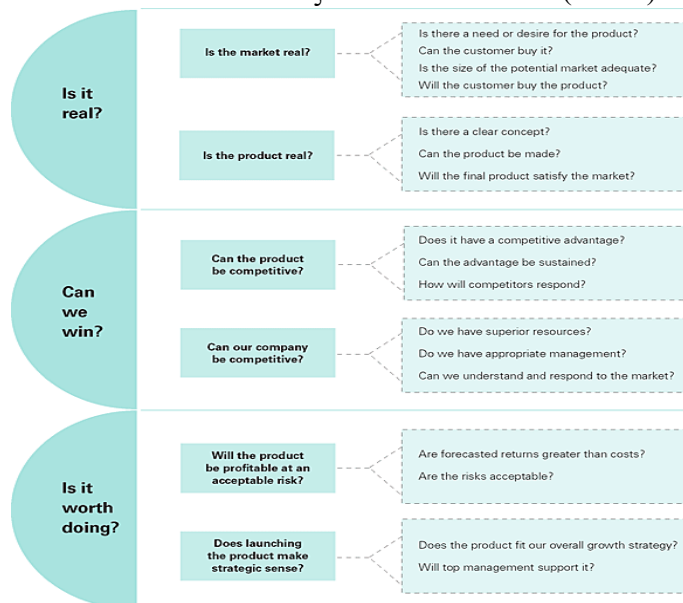 Is it
real?
Is the market real?
Is there a need or desire for the product?
Can the customer buy it?
Is the size of the potential market adequate?
Will the customer buy the product?
Is the product real?
Is there a clear concept?
Can the product be made?
Will the final product satisfy the market?
Can
we
win?
Can the product
be competitive?
Does it have a competitive advantage?
Can the advantage be sustained?
How will competitors respond?
Can our company
be competitive?
Do we have superior resources?
Do we have appropriate management?
Can we understand and respond to the market?
Is it
worth
doing?
Will the product
be profitable at an
acceptable risk?
Are forecasted returns greater than costs?
Are the risks acceptable?
Does launching
the product make
strategic sense?
Does the product fit our overall growth strategy?
Will top management support it?